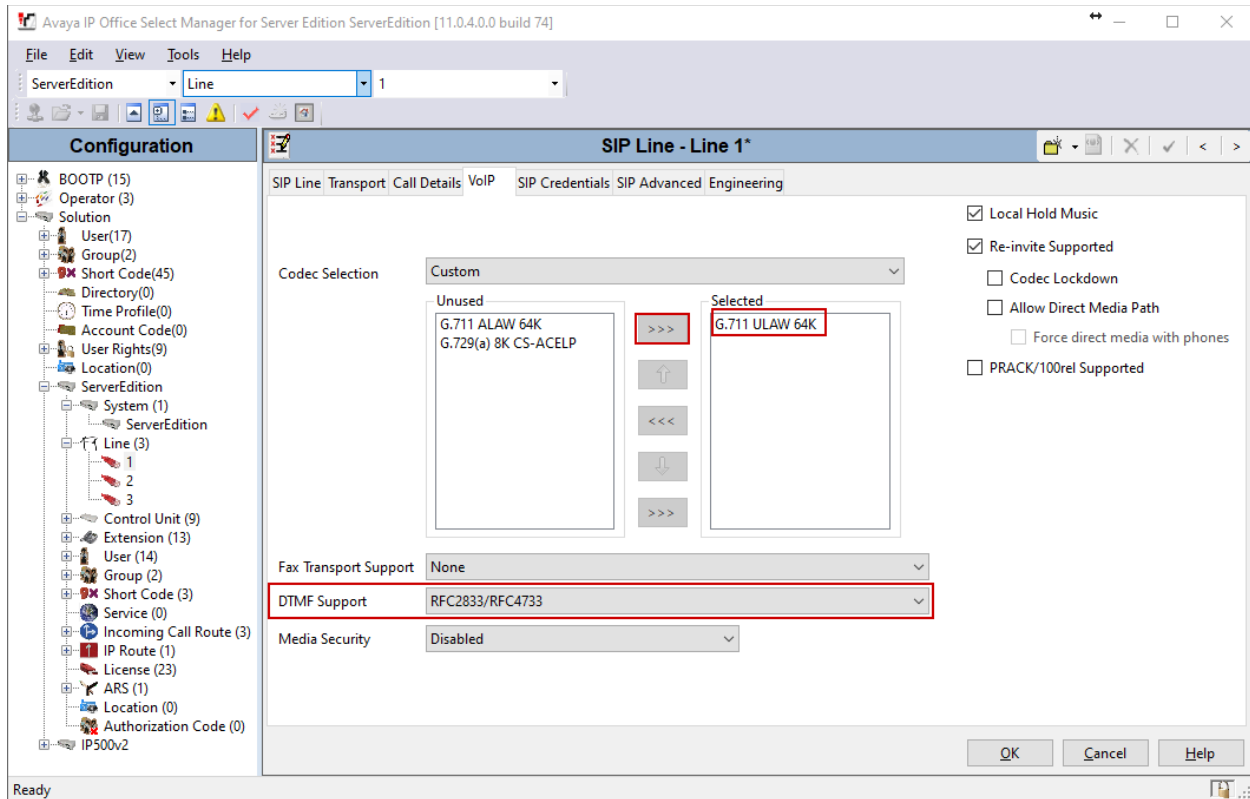 Avaya IP Office Select Manager for Server Edition ServerEdition [11.0.4.0.0 build 74]
File Edit View Tools Help
ServerEdition Line 1
Configuration
BOOTP (15)
Operator (3)
Solution
User(17)
Group(2)
Short Code(45)
Directory(0)
Time Profile(0)
Account Code(0)
User Rights(9)
Location(0)
ServerEdition
System (1)
ServerEdition
Line (3)
1
2
3
Control Unit (9)
Extension (13)
User (14)
Group (2)
Short Code (3)
Service (0)
Incoming Call Route (3)
IP Route (1)
License (23)
ARS (1)
Location (0)
Authorization Code (0)
IP500v2
SIP Line - Line 1*
SIP Line Transport Call Details VoIP SIP Credentials SIP Advanced Engineering
Codec Selection Custom
Unused
G.711 ALAW 64K
G.729(a) 8K CS-ACELP
>>>
<<<
>>>
Selected
G.711 ULAW 64K
Fax Transport Support None
DTMF Support RFC2833/RFC4733
Media Security Disabled
Local Hold Music
Re-invite Supported
Codec Lockdown
Allow Direct Media Path
Force direct media with phones
PRACK/100rel Supported
OK Cancel Help
Ready